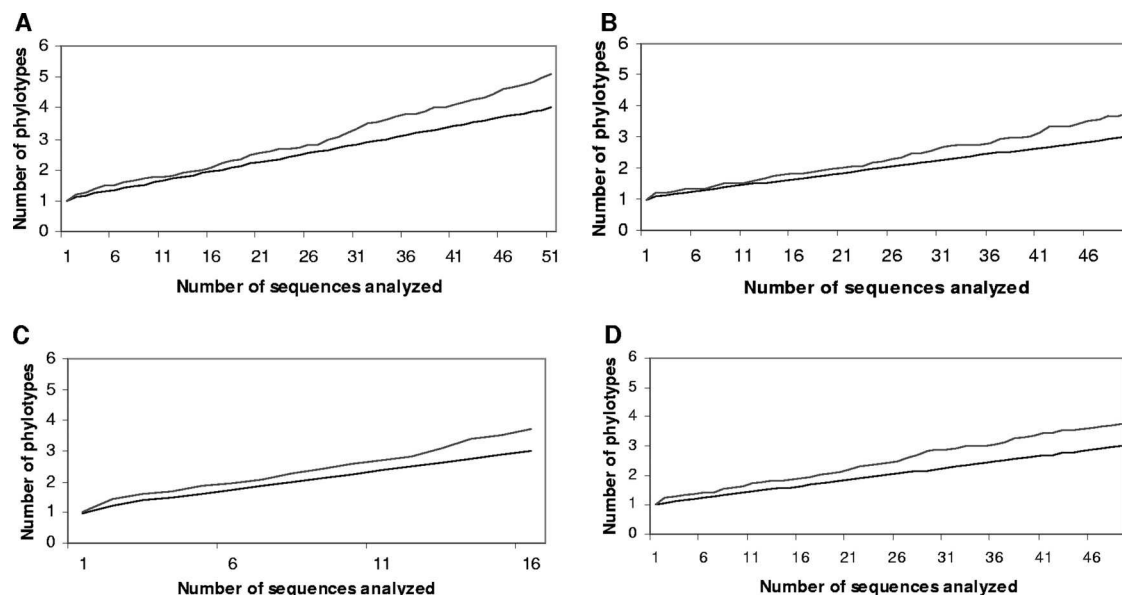 A
Number of phylotypes
6
5
4
3
2
1
0
1 6 11 16 21 26 31 36 41 46 51
Number of sequences analyzed
B
Number of phylotypes
6
5
4
3
2
1
0
1 6 11 16 21 26 31 36 41 46
Number of sequences analyzed
C
Number of phylotypes
6
5
4
3
2
1
0
1 6 11 16
Number of sequences analyzed
D
Number of phylotypes
6
5
4
3
2
1
0
1 6 11 16 21 26 31 36 41 46
Number of sequences analyzed